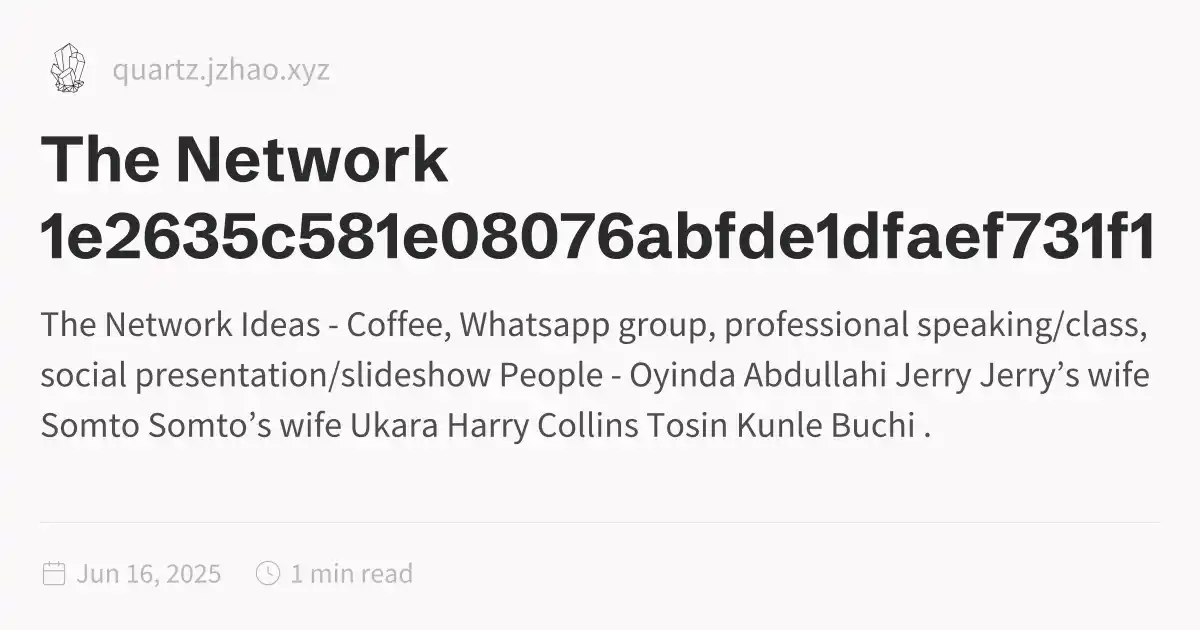 quartz.jzhao.xyz
The Network
1e2635c581e08076abfde1dfaef731f1
The Network Ideas - Coffee, Whatsapp group, professional speaking/class,
social presentation/slideshow People - Oyinda Abdullahi Jerry Jerry’s wife
Somto Somto’s wife Ukara Harry Collins Tosin Kunle Buchi .
Jun 16, 2025 1 min read